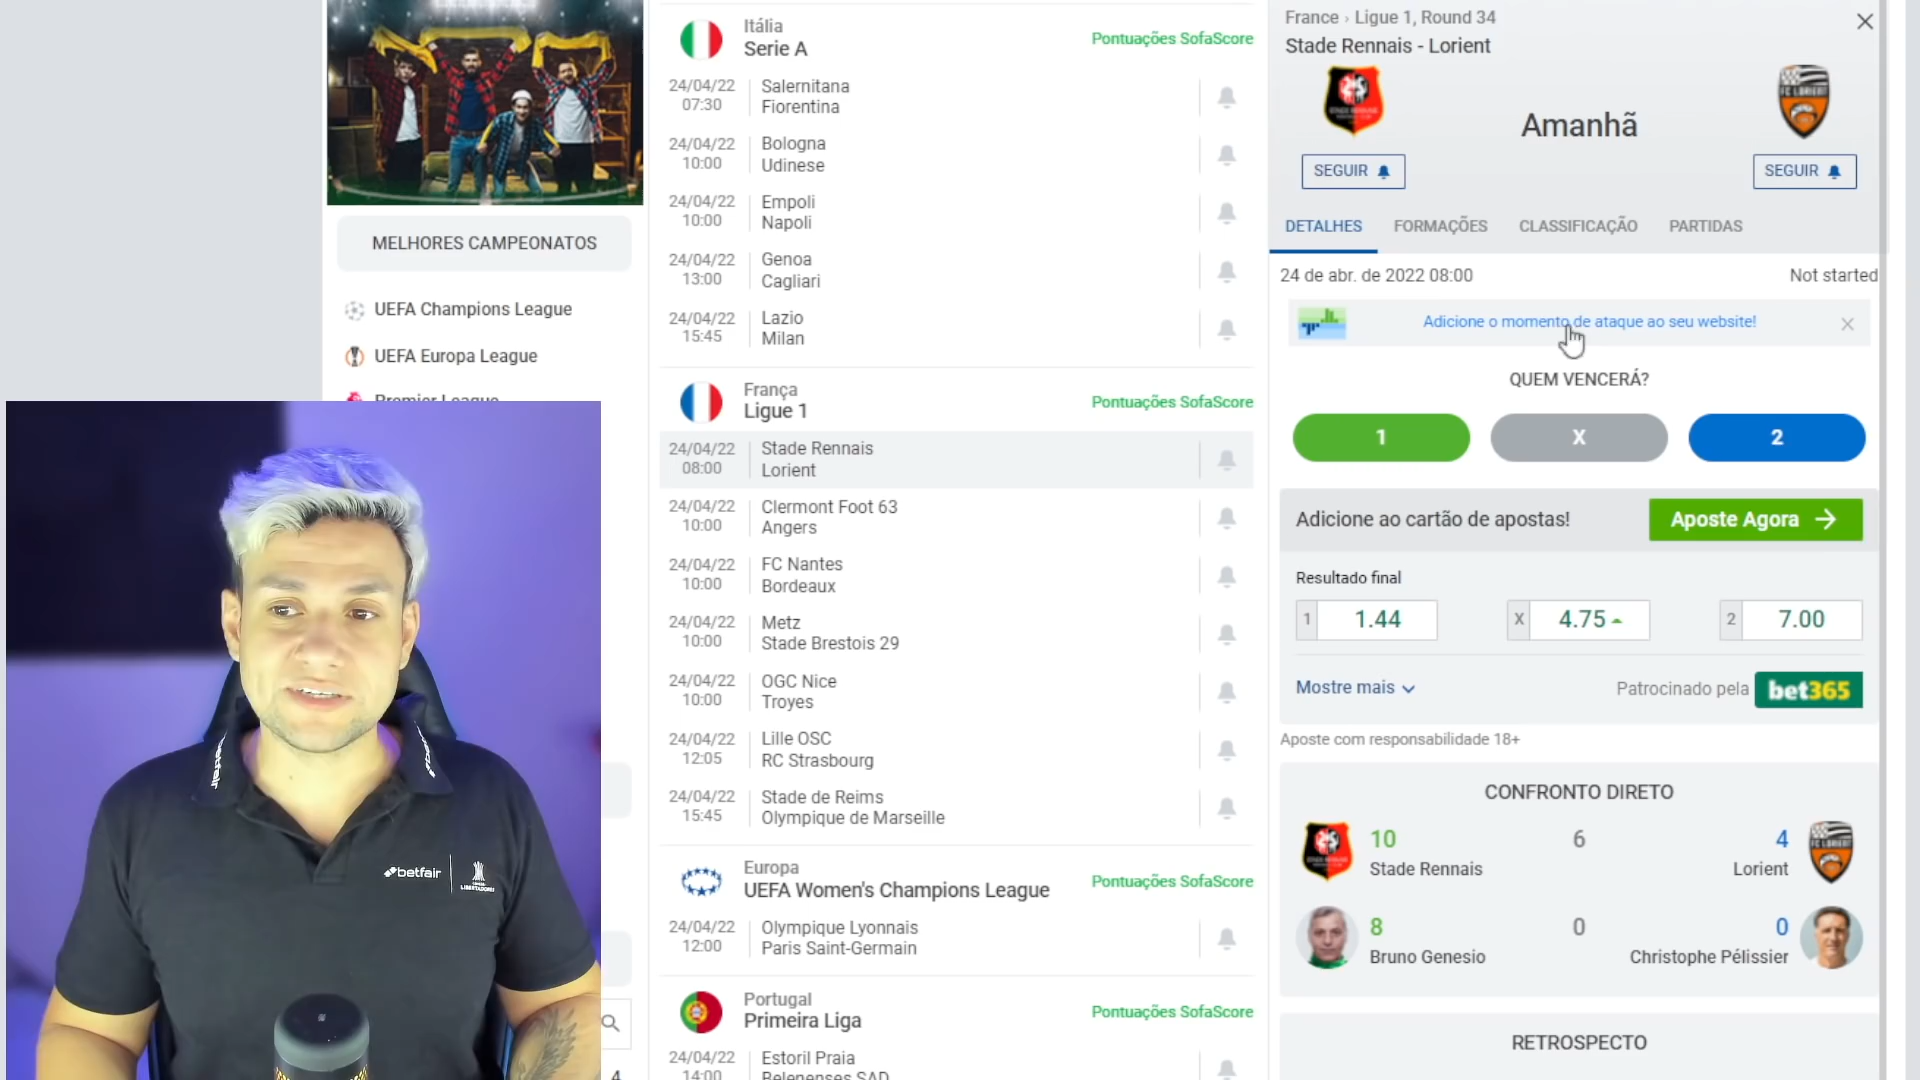 MELHORES CAMPEONATOS
UEFA Champions League
UEFA Europa League
Premier League
betfair
LIBERTADORES
4
Itália
Serie A
Pontuações SofaScore
24/04/22
07:30
Salernitana
Fiorentina
24/04/22
10:00
Bologna
Udinese
24/04/22
10:00
Empoli
Napoli
24/04/22
13:00
Genoa
Cagliari
24/04/22
15:45
Lazio
Milan
França
Ligue 1
Pontuações SofaScore
24/04/22
08:00
Stade Rennais
Lorient
24/04/22
10:00
Clermont Foot 63
Angers
24/04/22
10:00
FC Nantes
Bordeaux
24/04/22
10:00
Metz
Stade Brestois 29
24/04/22
10:00
OGC Nice
Troyes
24/04/22
12:05
Lille OSC
RC Strasbourg
24/04/22
15:45
Stade de Reims
Olympique de Marseille
Europa
UEFA Women's Champions League
Pontuações SofaScore
24/04/22
12:00
Olympique Lyonnais
Paris Saint-Germain
Portugal
Primeira Liga
Pontuações SofaScore
24/04/22
14:00
Estoril Praia
Belenenses SAD
France › Ligue 1, Round 34
Stade Rennais - Lorient
Amanhã
SEGUIR
SEGUIR
DETALHES FORMAÇÕES CLASSIFICAÇÃO PARTIDAS
24 de abr. de 2022 08:00 Not started
Adicione o momento de ataque ao seu website!
QUEM VENCERÁ?
1 X 2
Adicione ao cartão de apostas! Aposte Agora
Resultado final
1 1.44 X 4.75 2 7.00
Mostre mais Patrocinado pela bet365
Aposte com responsabilidade 18+
CONFRONTO DIRETO
10 6 4
Stade Rennais Lorient
8 0 0
Bruno Genesio Christophe Pélissier
RETROSPECTO